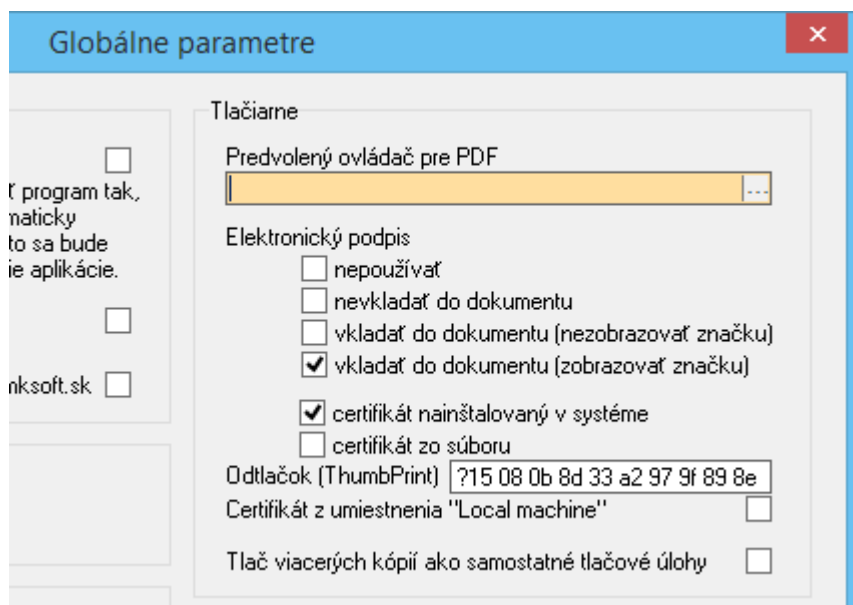 Globálne parametre
ť program tak,
maticky
to sa bude
ie aplikácie.
nksoft.sk
Tlačiarne
Predvolený ovládač pre PDF
...
Elektronický podpis
nepoužívať
nevkladať do dokumentu
vkladať do dokumentu (nezobrazovať značku)
vkladať do dokumentu (zobrazovať značku)
certifikát nainštalovaný v systéme
certifikát zo súboru
Odtlačok (ThumbPrint) ?15 08 0b 8d 33 a2 97 9f 89 8e
Certifikát z umiestnenia "Local machine"
Tlač viacerých kópií ako samostatné tlačové úlohy